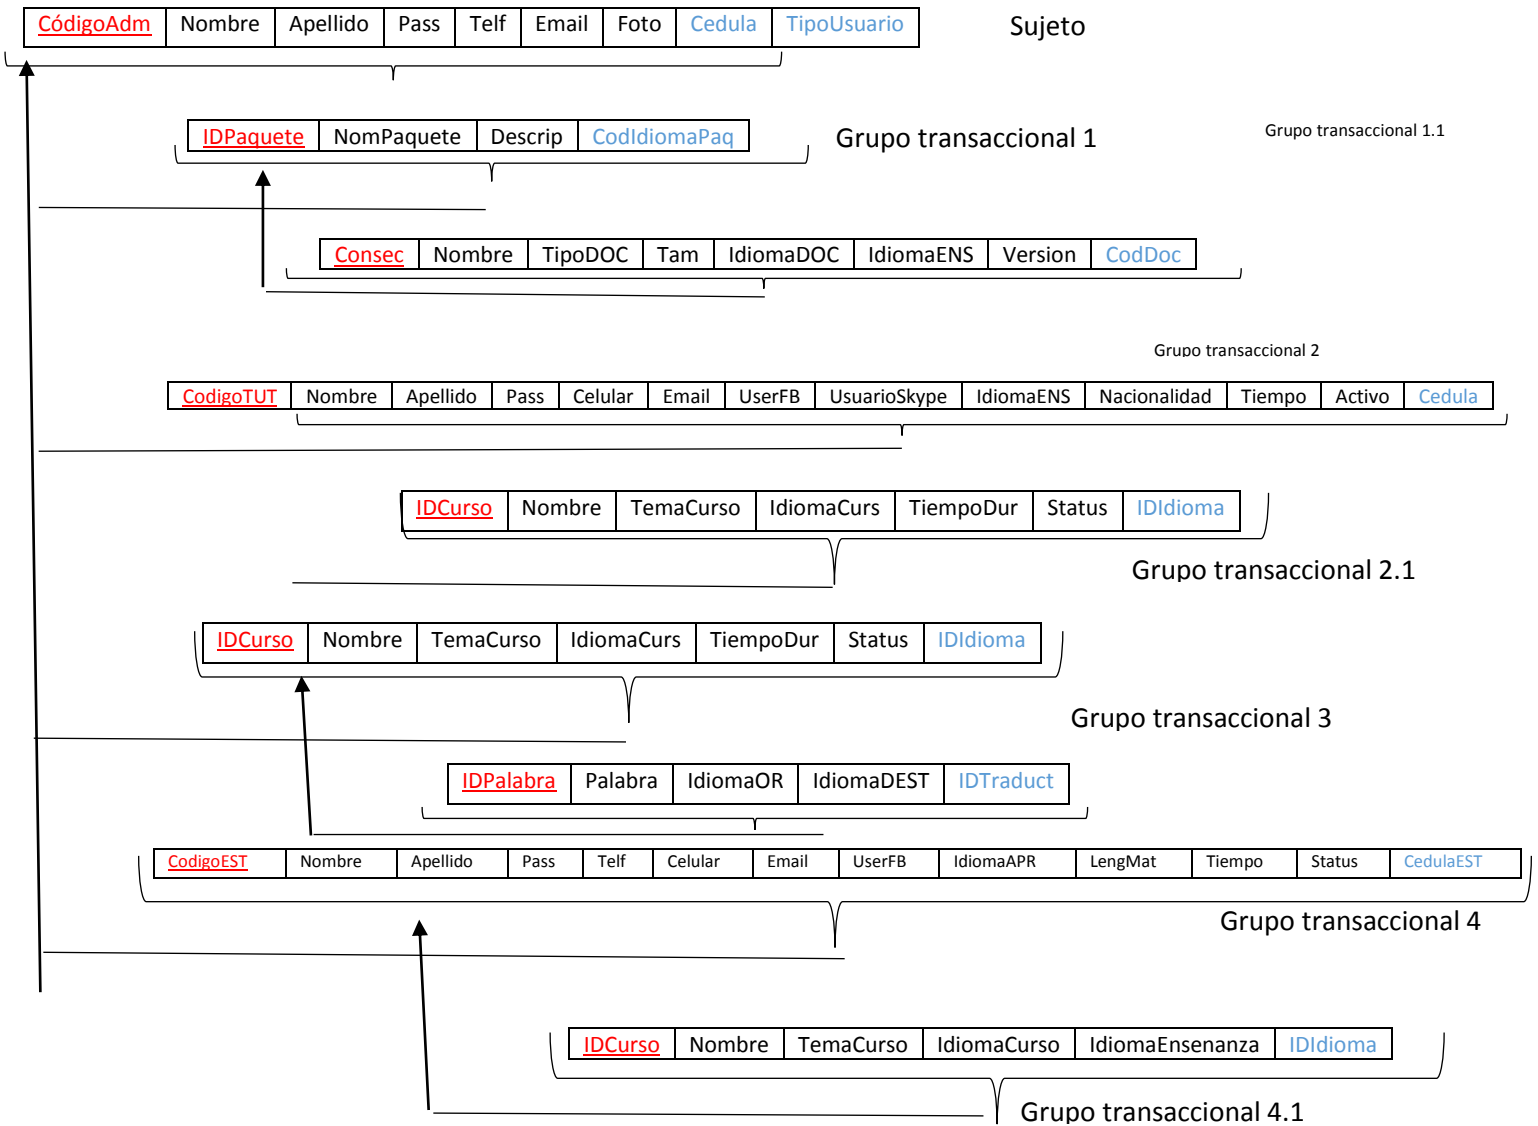 CódigoAdm Nombre Apellido Pass Telf Email Foto Cedula TipoUsuario Sujeto
IDPaquete NomPaquete Descrip CodIdiomaPaq Grupo transaccional 1 Grupo transaccional 1.1
Consec Nombre TipoDOC Tam IdiomaDOC IdiomaENS Version CodDoc
Grupo transaccional 2
CodigoTUT Nombre Apellido Pass Celular Email UserFB UsuarioSkype IdiomaENS Nacionalidad Tiempo Activo Cedula
IDCurso Nombre TemaCurso IdiomaCurs TiempoDur Status IDIdioma
Grupo transaccional 2.1
IDCurso Nombre TemaCurso IdiomaCurs TiempoDur Status IDIdioma
Grupo transaccional 3
IDPalabra Palabra IdiomaOR IdiomaDEST IDTraduct
CodigoEST Nombre Apellido Pass Telf Celular Email UserFB IdiomaAPR LengMat Tiempo Status CedulaEST
Grupo transaccional 4
IDCurso Nombre TemaCurso IdiomaCurso IdiomaEnsenanza IDIdioma
Grupo transaccional 4.1